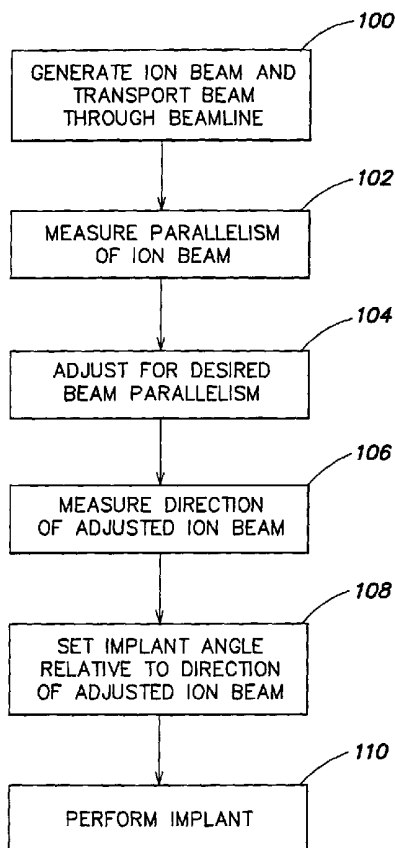 100
GENERATE ION BEAM AND
TRANSPORT BEAM
THROUGH BEAMLINE
102
MEASURE PARALLELISM
OF ION BEAM
104
ADJUST FOR DESIRED
BEAM PARALLELISM
106
MEASURE DIRECTION
OF ADJUSTED ION BEAM
108
SET IMPLANT ANGLE
RELATIVE TO DIRECTION
OF ADJUSTED ION BEAM
110
PERFORM IMPLANT